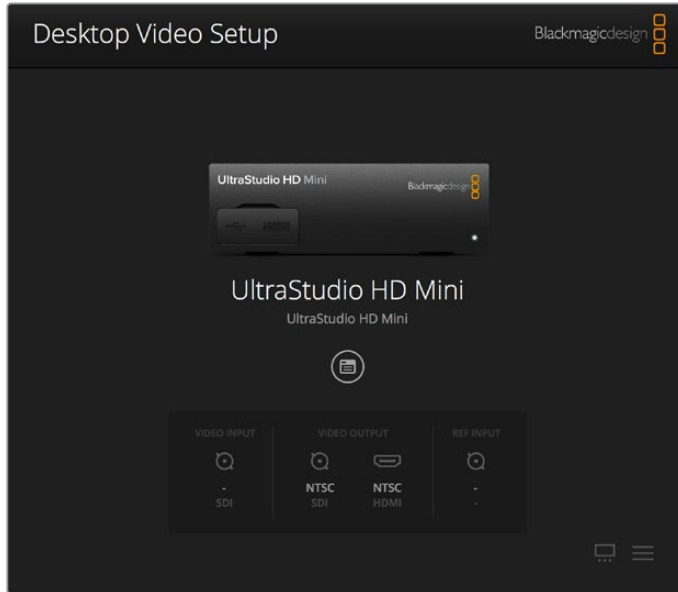 Desktop Video Setup
Blackmagicdesign
UltraStudio HD Mini
Blackmagicdesign
UltraStudio HD Mini
UltraStudio HD Mini
VIDEO INPUT VIDEO OUTPUT REF INPUT
- NTSC NTSC -
SDI SDI HDMI -